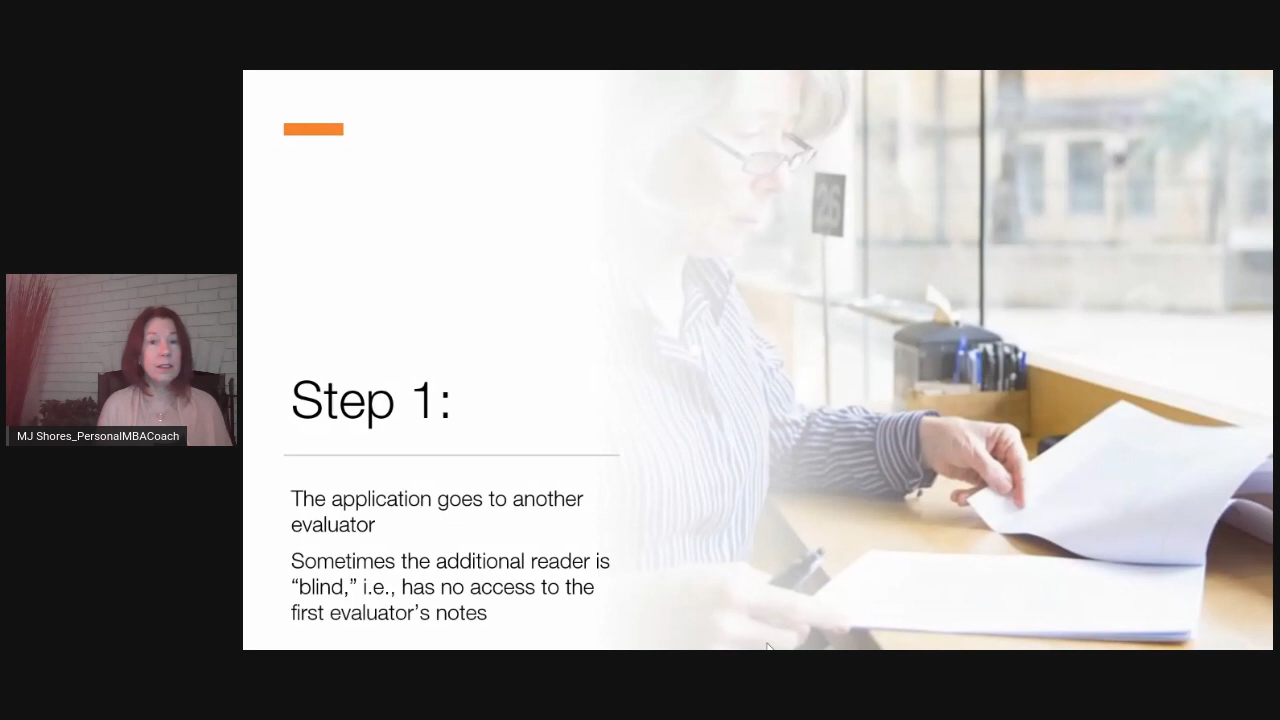 Step 1:
The application goes to another
evaluator
Sometimes the additional reader is
“blind,” i.e., has no access to the
first evaluator’s notes
26
MJ Shores_PersonalMBACoach